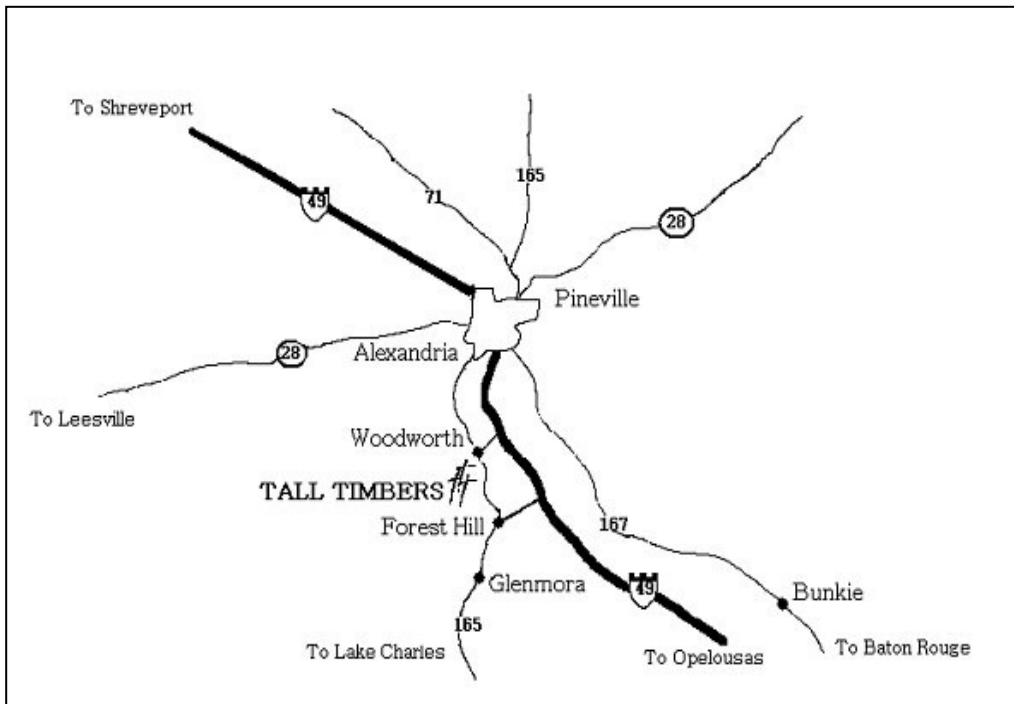 To Shreveport
49
71
165
28
Pineville
Alexandria
28
To Leesville
Woodworth
TALL TIMBERS
Forest Hill
167
Glenmora
49
Bunkie
165
To Lake Charles
To Opelousas
To Baton Rouge